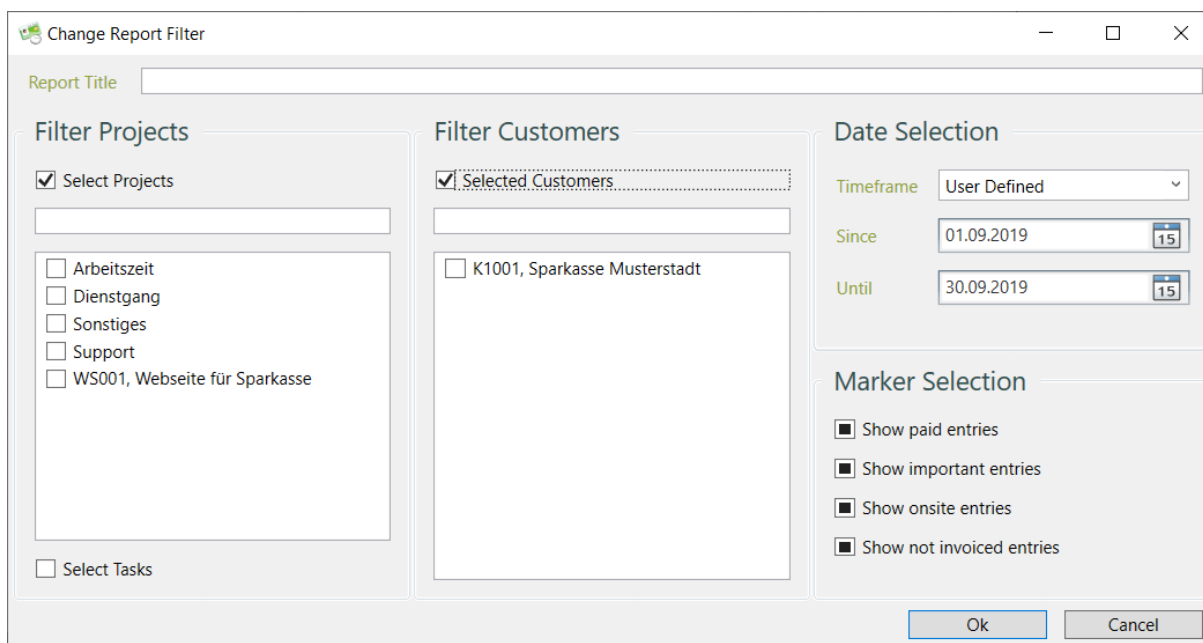 Change Report Filter
Report Title
Filter Projects
Select Projects
Arbeitszeit
Dienstgang
Sonstiges
Support
WS001, Webseite für Sparkasse
Select Tasks
Filter Customers
Selected Customers
K1001, Sparkasse Musterstadt
Date Selection
Timeframe User Defined
Since 01.09.2019 15
Until 30.09.2019 15
Marker Selection
Show paid entries
Show important entries
Show onsite entries
Show not invoiced entries
Ok Cancel